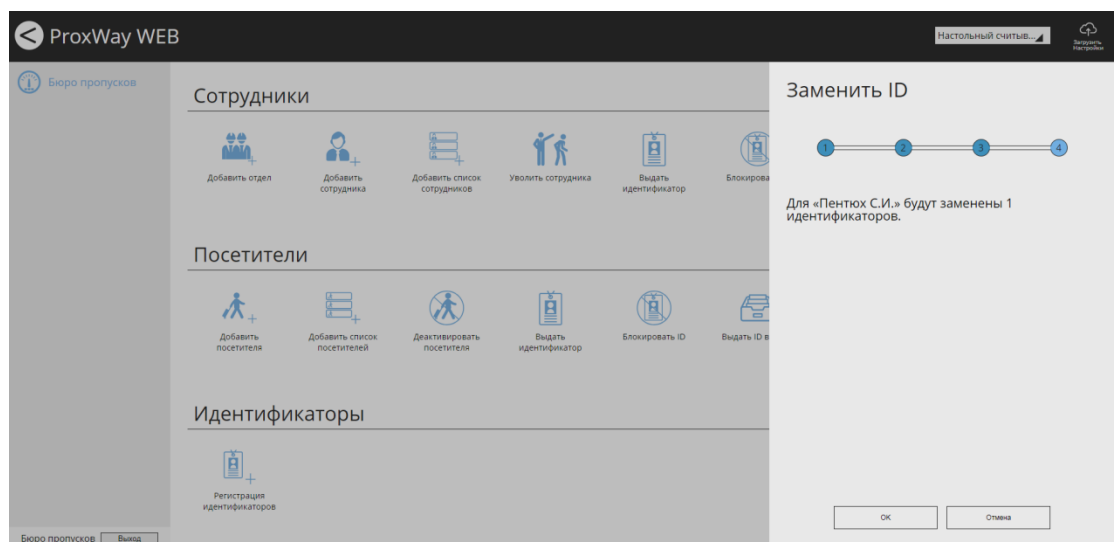 ProxWay WEB
Настольный считыв...
Загрузить
Настройки
Бюро пропусков
Сотрудники
Добавить отдел
Добавить
сотрудника
Добавить список
сотрудников
Уволить сотрудника
Выдать
идентификатор
Блокирова
Посетители
Добавить
посетителя
Добавить список
посетителей
Деактивировать
посетителя
Выдать
идентификатор
Блокировать ID
Выдать ID в
Идентификаторы
Регистрация
идентификаторов
Бюро пропусков
Выход
Заменить ID
1 2 3 4
Для «Пентюх С.И.» будут заменены 1
идентификаторов.
ОК
Отмена